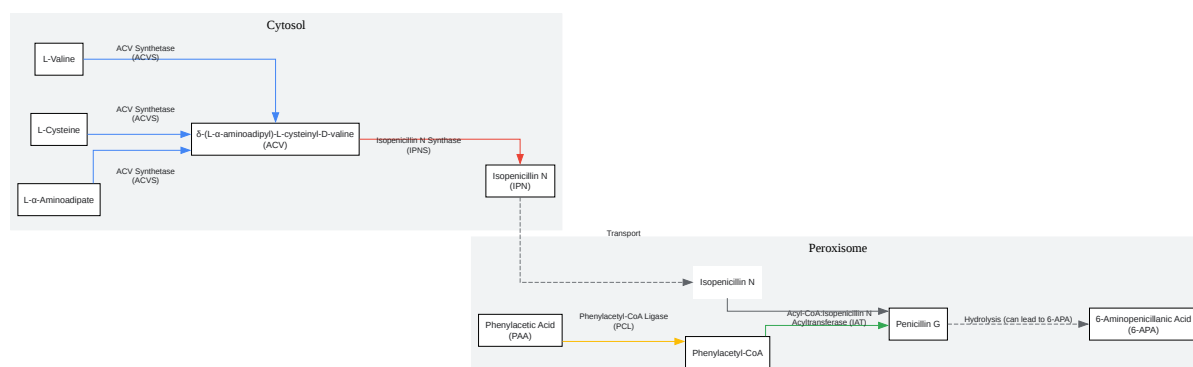 Cytosol
ACV Synthetase
(ACVS)
L-Valine
ACV Synthetase
(ACVS)
L-Cysteine
δ-(L-α-aminoadipyl)-L-cysteinyl-D-valine
(ACV)
Isopenicillin N Synthase
(IPNS)
ACV Synthetase
(ACVS)
Isopenicillin N
(IPN)
L-α-Aminoadipate
Transport
Peroxisome
Isopenicillin N
Phenylacetic Acid
(PAA)
Phenylacetyl-CoA Ligase
(PCL)
Acyl-CoA:Isopenicillin N
Acyltransferase (IAT)
Penicillin G
Hydrolysis (can lead to 6-APA)
6-Aminopenicillanic Acid
(6-APA)
Phenylacetyl-CoA